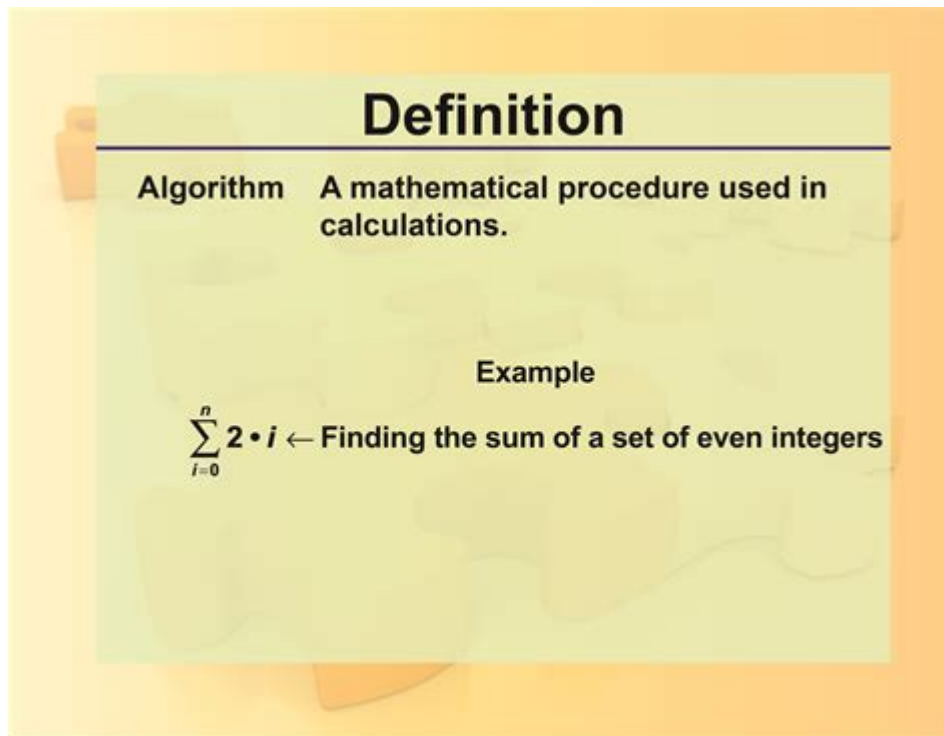 Definition
Algorithm A mathematical procedure used in
calculations.
Example
n
∑ 2 • i ← Finding the sum of a set of even integers
i=0